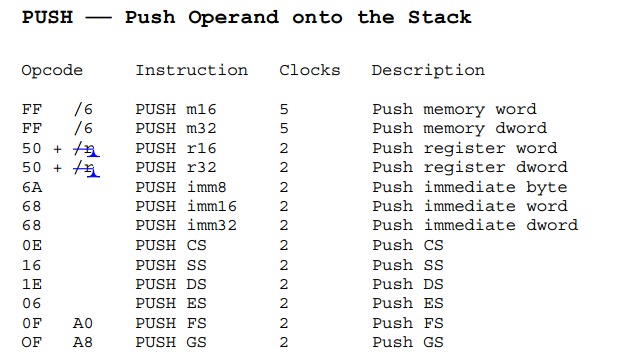 PUSH — Push Operand onto the Stack
Opcode Instruction Clocks Description
FF /6 PUSH m16 5 Push memory word
FF /6 PUSH m32 5 Push memory dword
50 + /r PUSH r16 2 Push register word
50 + /r PUSH r32 2 Push register dword
6A PUSH imm8 2 Push immediate byte
68 PUSH imm16 2 Push immediate word
68 PUSH imm32 2 Push immediate dword
0E PUSH CS 2 Push CS
16 PUSH SS 2 Push SS
1E PUSH DS 2 Push DS
06 PUSH ES 2 Push ES
0F A0 PUSH FS 2 Push FS
OF A8 PUSH GS 2 Push GS